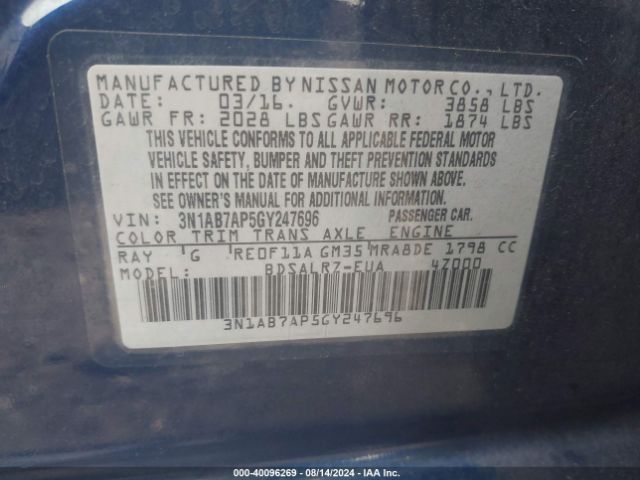 MANUFACTURED BY NISSAN MOTOR CO., LTD.
DATE: 03/16. GVWR: 3858 LBS
GAWR FR: 2028 LBS GAWR RR: 1874 LBS
THIS VEHICLE CONFORMS TO ALL APPLICABLE FEDERAL MOTOR
VEHICLE SAFETY, BUMPER AND THEFT PREVENTION STANDARDS
IN EFFECT ON THE DATE OF MANUFACTURE SHOWN ABOVE.
SEE OWNER'S MANUAL FOR ADDITIONAL INFORMATION.
VIN: 3N1AB7AP5GY247696 PASSENGER CAR.
COLOR TRIM TRANS AXLE ENGINE
RAY 'G 'RE0F11A GM35'MRA8DE 1798 CC
MODEL: BDSALR7-EUA 4Z000
3N1AB7AP5GY247696
000-40096269 - 08/14/2024 - IAA Inc.